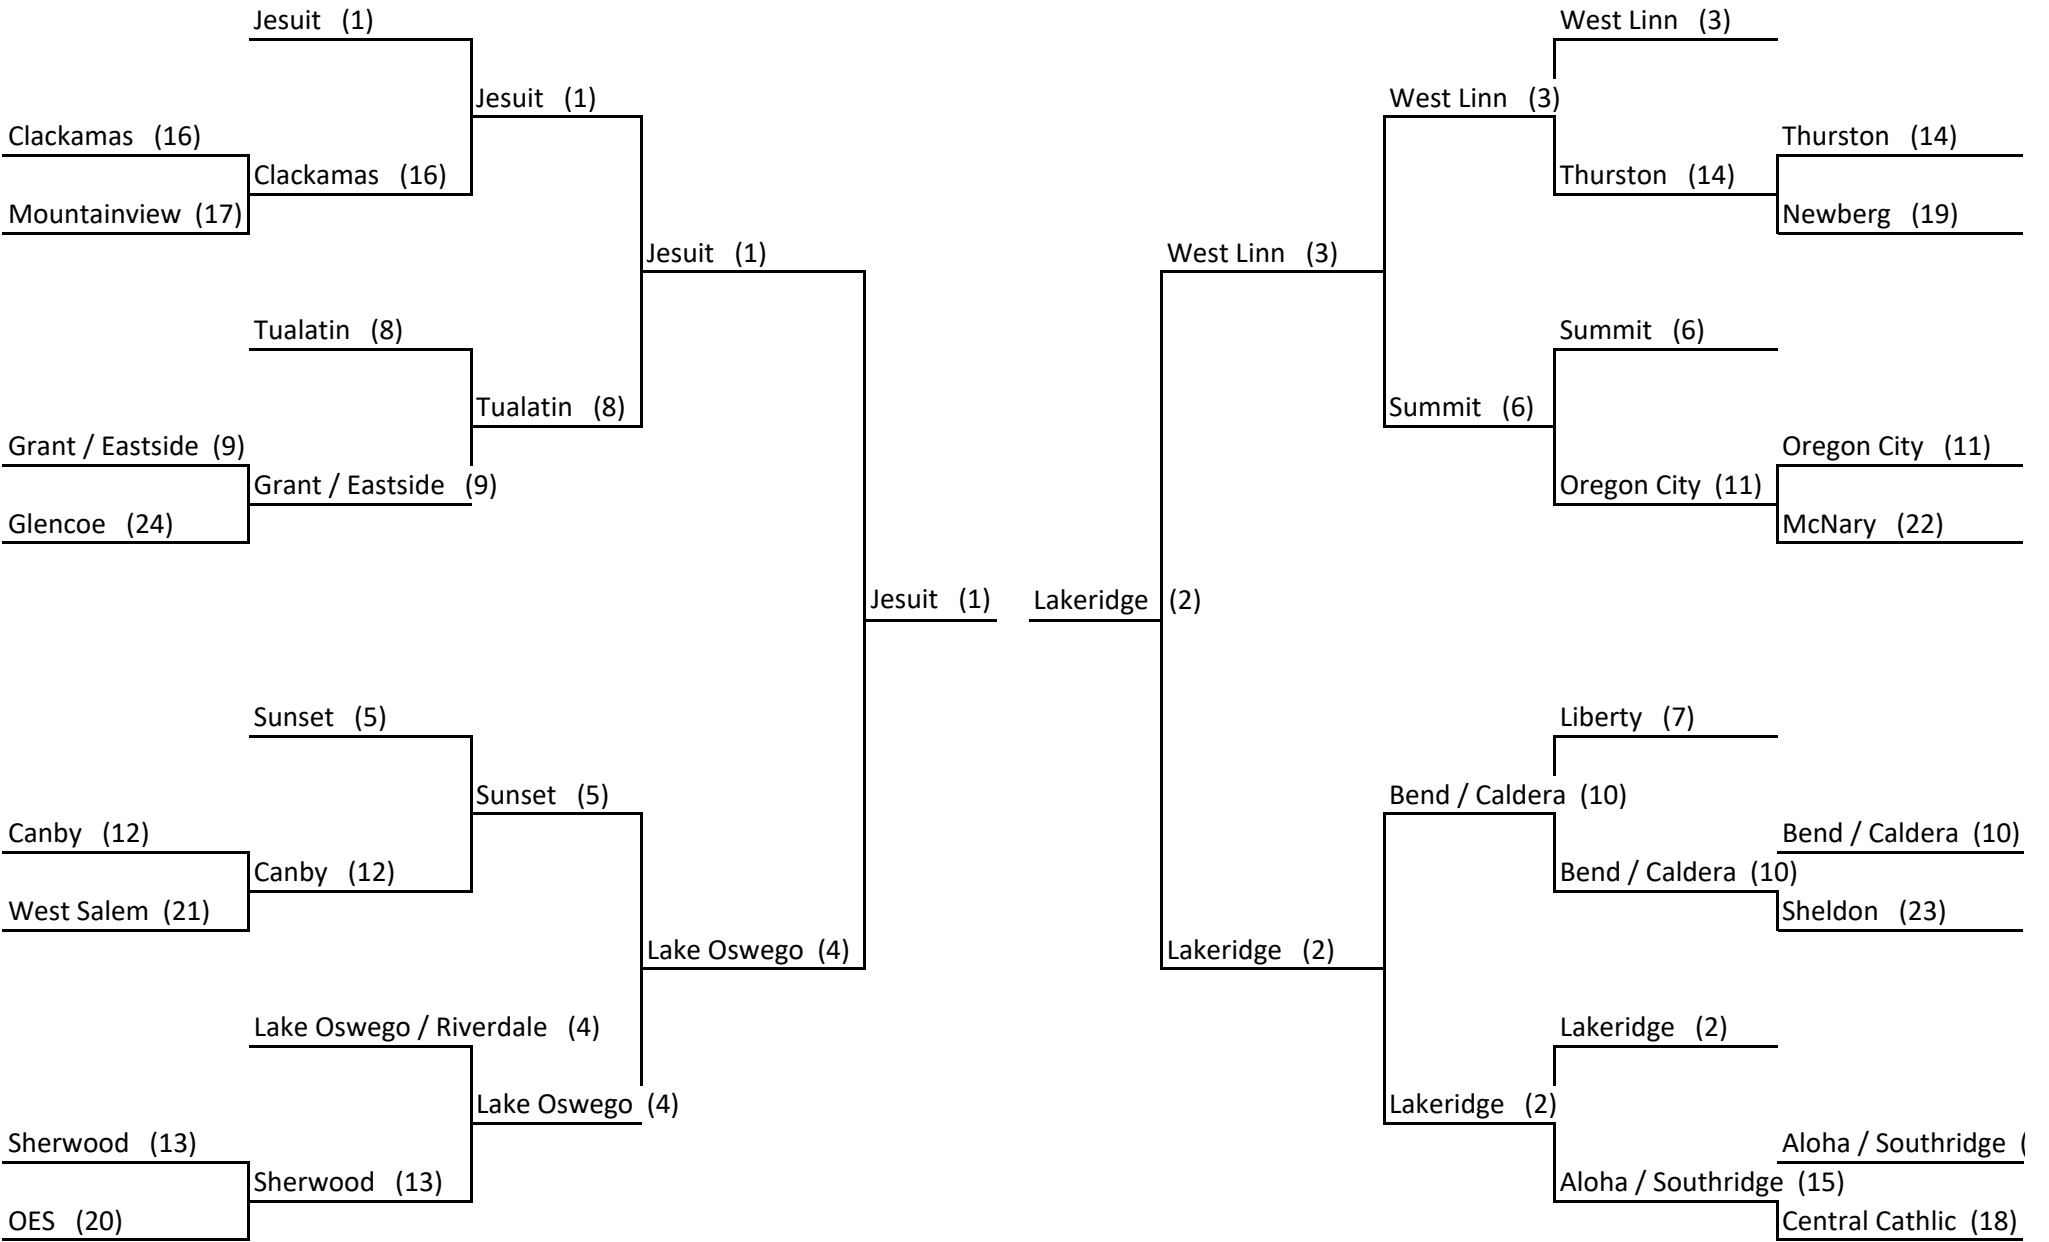 Jesuit (1)
West Linn (3)
Jesuit (1)
West Linn (3)
Clackamas (16)
Thurston (14)
Clackamas (16)
Thurston (14)
Mountainview (17)
Newberg (19)
Jesuit (1)
West Linn (3)
Tualatin (8)
Summit (6)
Tualatin (8)
Summit (6)
Grant / Eastside (9)
Oregon City (11)
Grant / Eastside (9)
Oregon City (11)
Glencoe (24)
McNary (22)
Jesuit (1)
Lakeridge (2)
Sunset (5)
Liberty (7)
Sunset (5)
Bend / Caldera (10)
Canby (12)
Bend / Caldera (10)
Canby (12)
Bend / Caldera (10)
West Salem (21)
Sheldon (23)
Lake Oswego (4)
Lakeridge (2)
Lake Oswego / Riverdale (4)
Lakeridge (2)
Lake Oswego (4)
Lakeridge (2)
Sherwood (13)
Aloha / Southridge (
Sherwood (13)
Aloha / Southridge (15)
OES (20)
Central Cathlic (18)